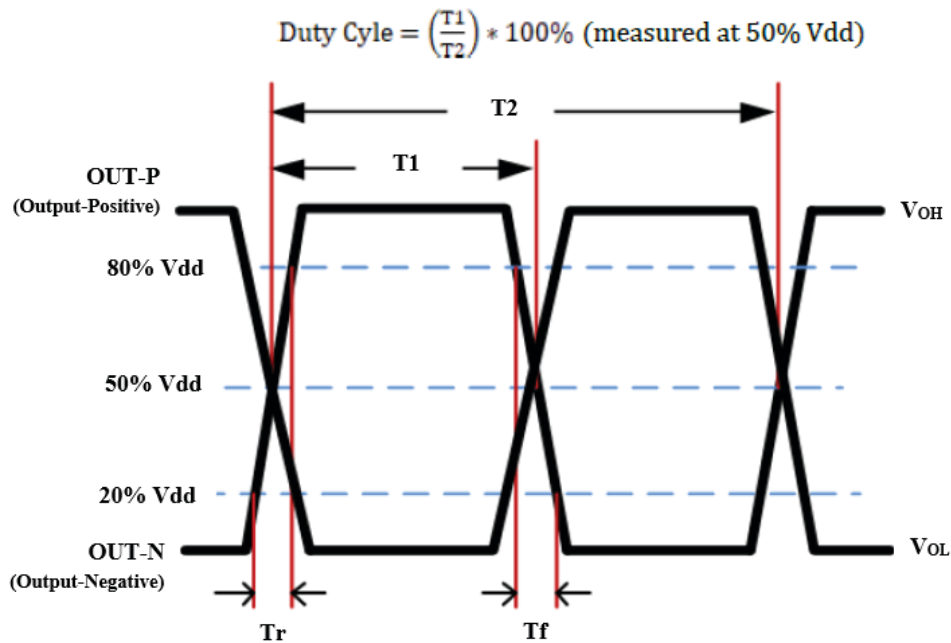 Duty Cyle = (T1/T2) * 100% (measured at 50% Vdd)
T2
T1
OUT-P
(Output-Positive)
VOH
80% Vdd
50% Vdd
20% Vdd
OUT-N
(Output-Negative)
VOL
Tr
Tf